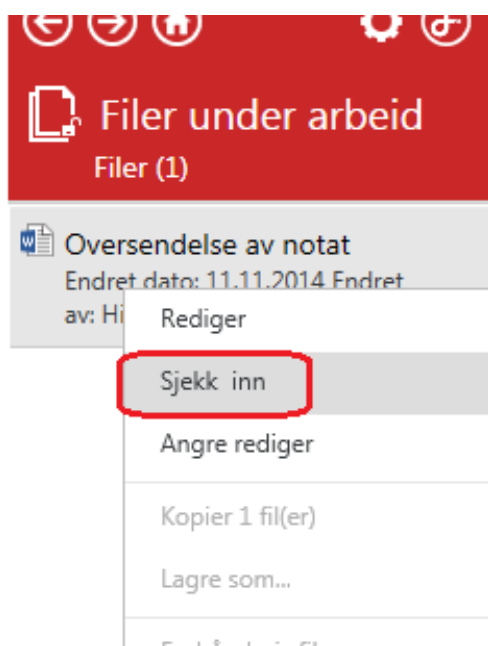 Filer under arbeid
Filer (1)
Oversendelse av notat
Endret dato: 11.11.2014 Endret
av: Hi
Rediger
Sjekk inn
Angre rediger
Kopier 1 fil(er)
Lagre som...